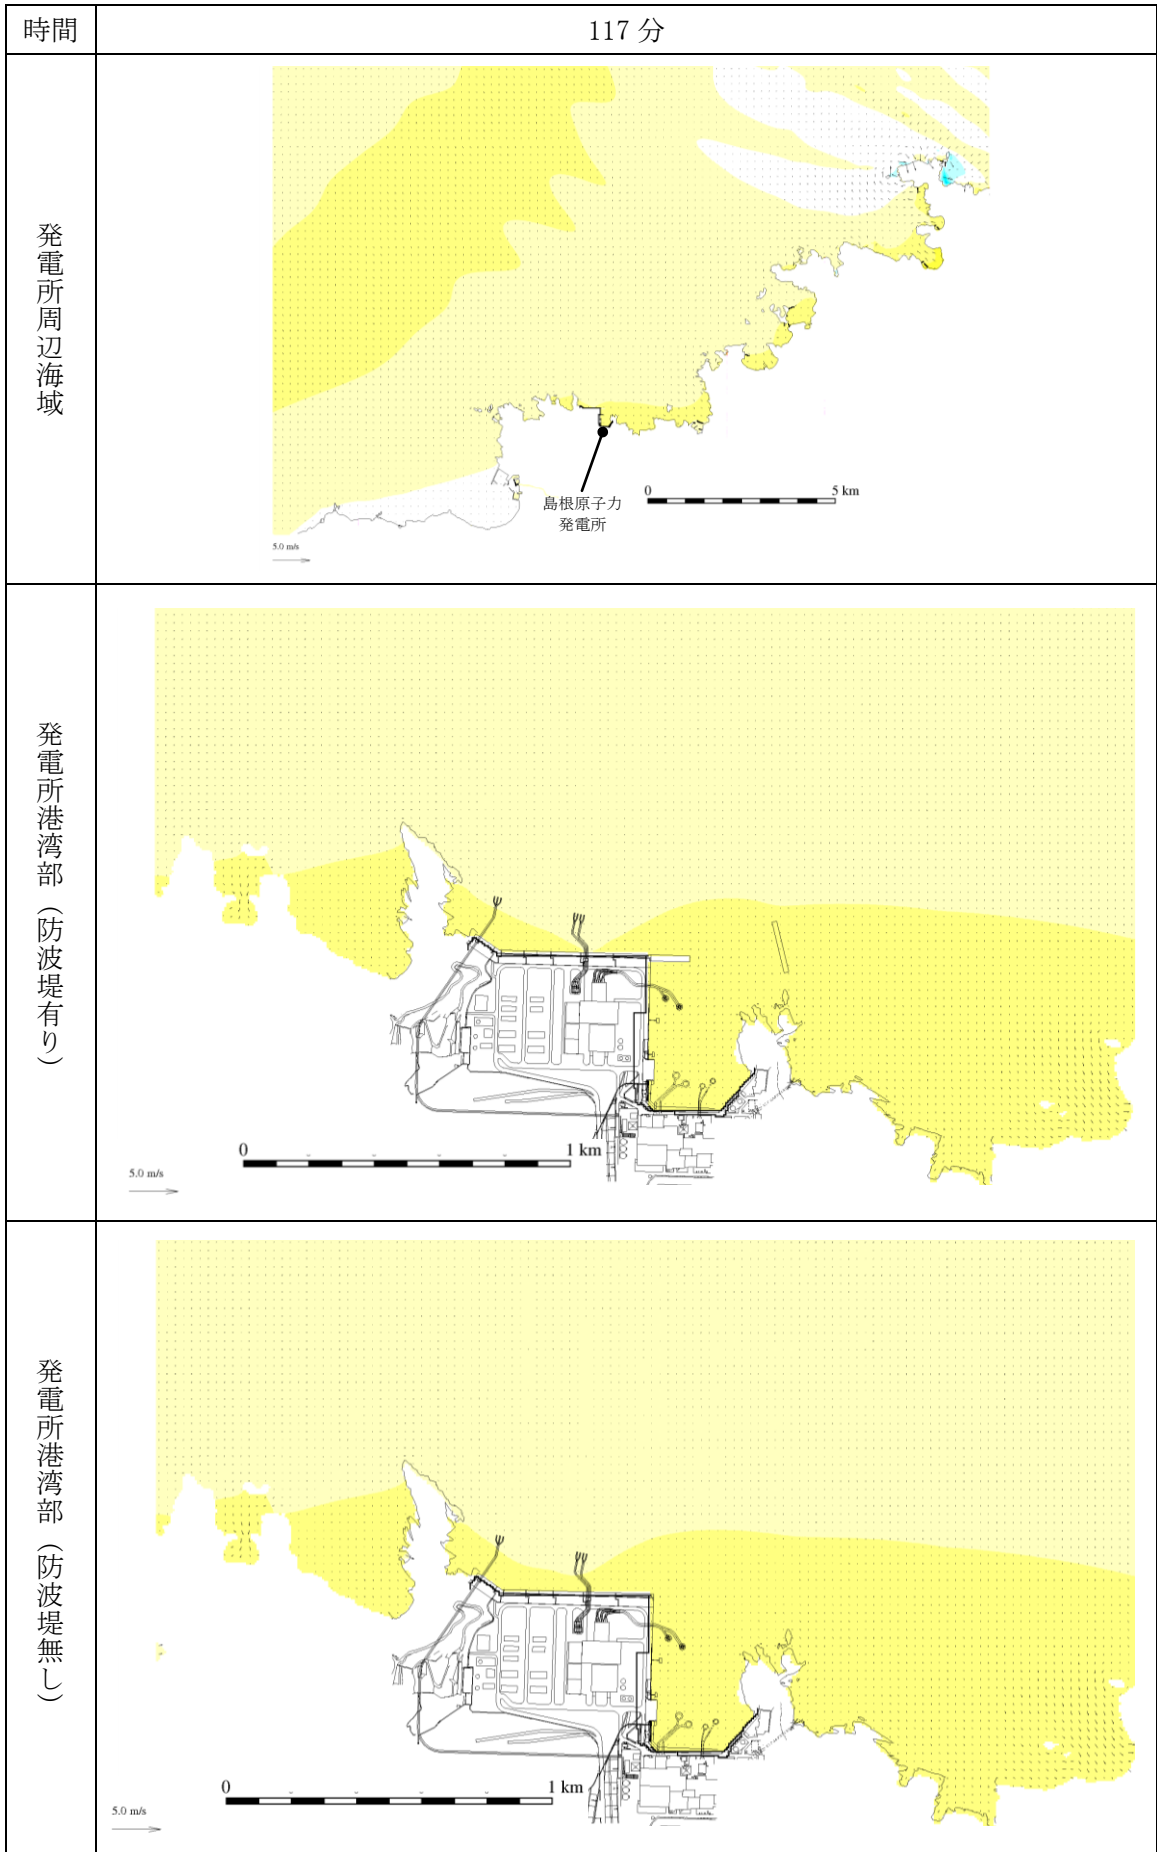 時間
117 分
発電所周辺海域
島根原子力
発電所
0
5 km
5.0 m/s
発電所港湾部（防波堤有り）
0
1 km
5.0 m/s
発電所港湾部（防波堤無し）
0
1 km
5.0 m/s